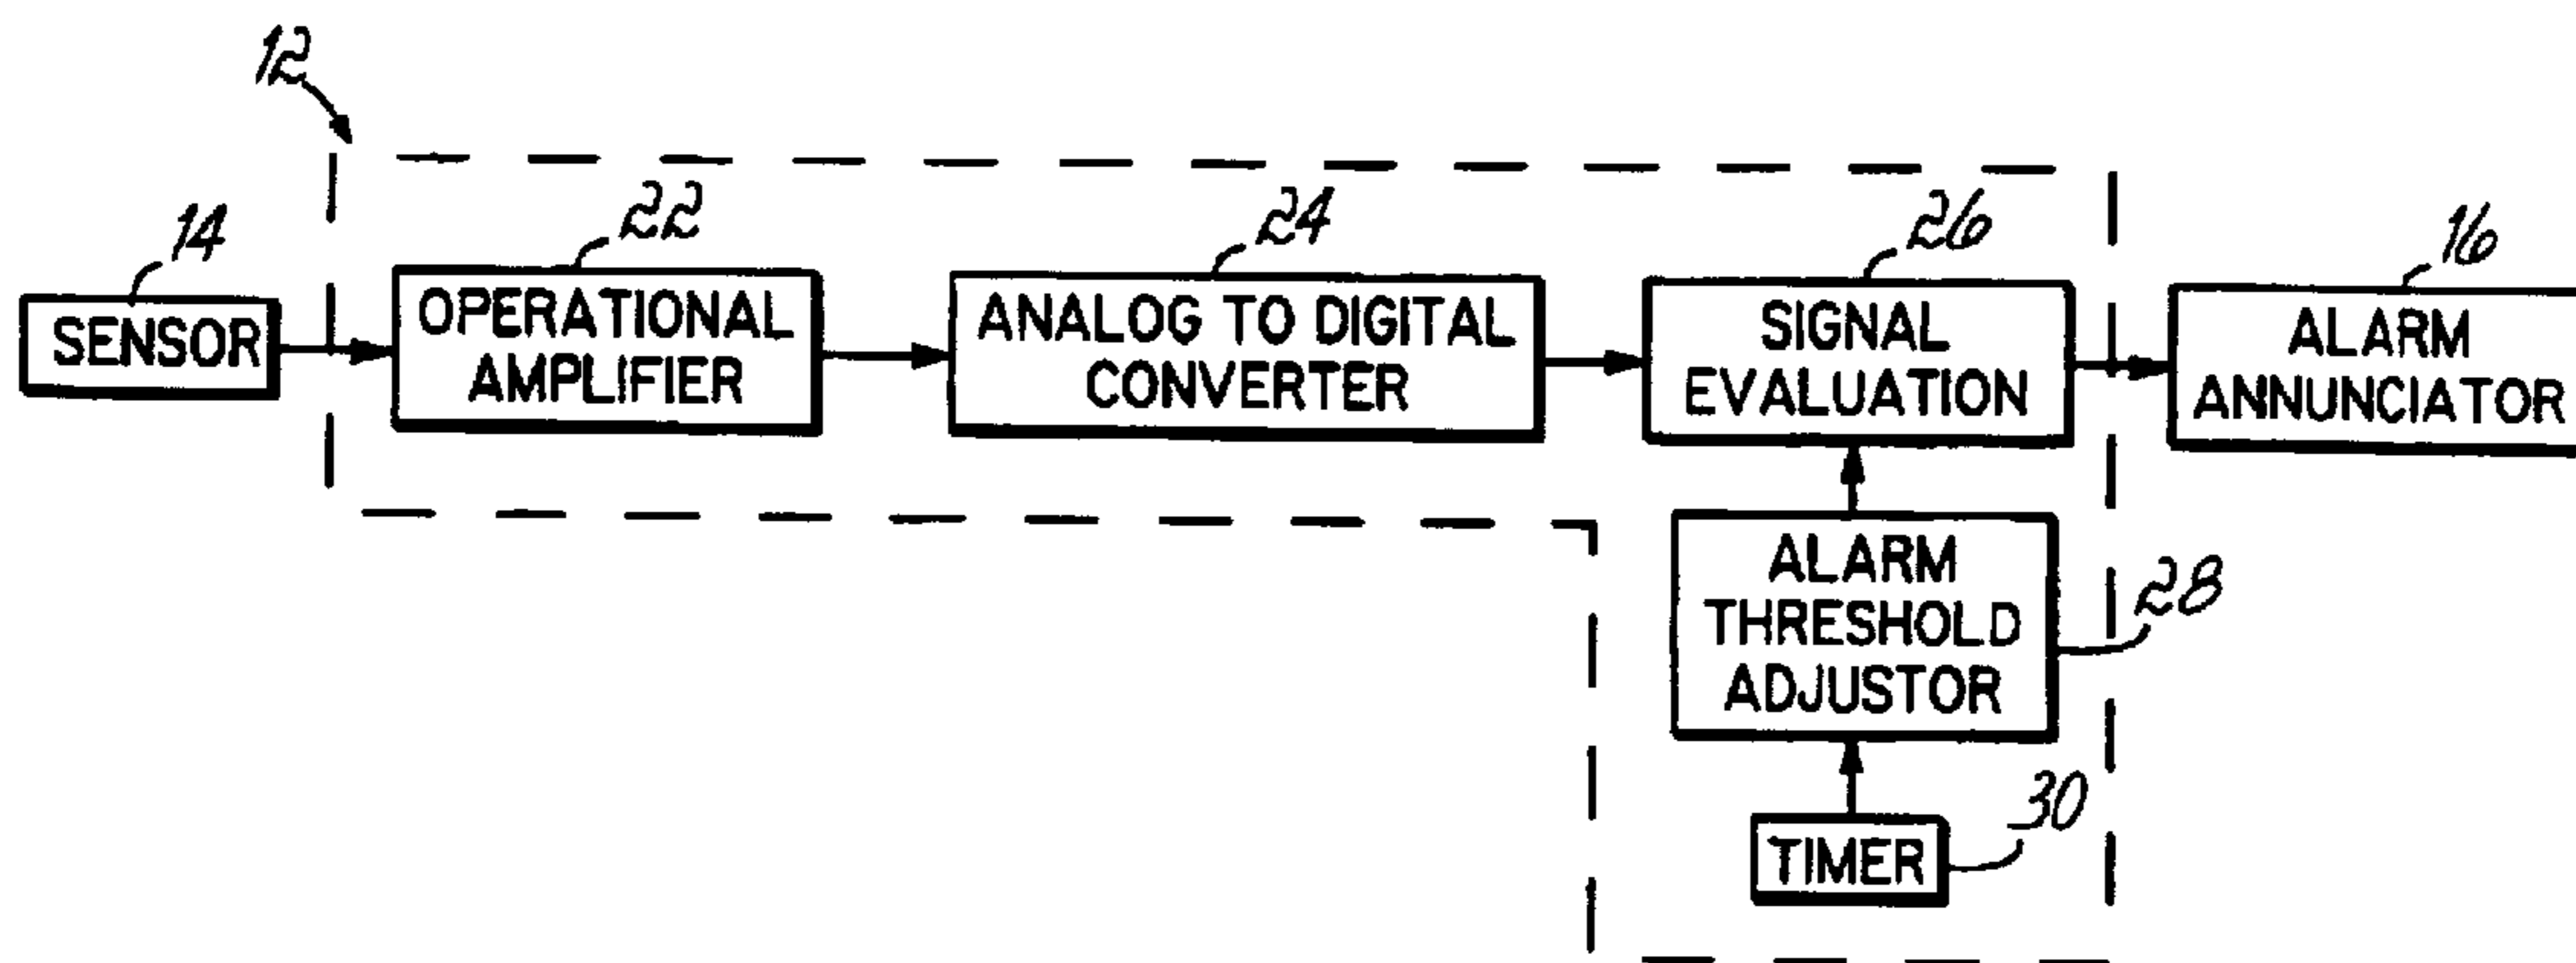 12
14
22
24
26
16
SENSOR
OPERATIONAL
AMPLIFIER
ANALOG TO DIGITAL
CONVERTER
SIGNAL
EVALUATION
ALARM
ANNUNCIATOR
ALARM
THRESHOLD
ADJUSTOR
28
TIMER
30